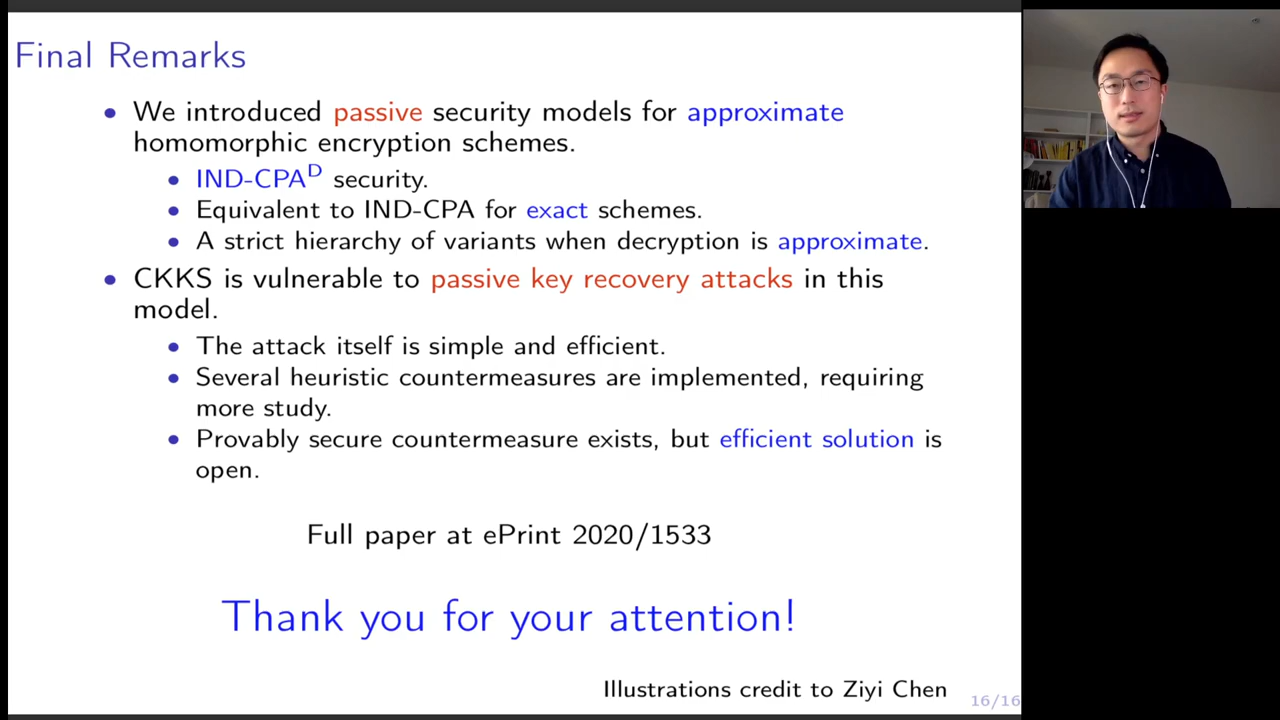 Final Remarks
• We introduced passive security models for approximate
homomorphic encryption schemes.
• IND-CPAᴰ security.
• Equivalent to IND-CPA for exact schemes.
• A strict hierarchy of variants when decryption is approximate.
• CKKS is vulnerable to passive key recovery attacks in this
model.
• The attack itself is simple and efficient.
• Several heuristic countermeasures are implemented, requiring
more study.
• Provably secure countermeasure exists, but efficient solution is
open.
Full paper at ePrint 2020/1533
Thank you for your attention!
Illustrations credit to Ziyi Chen
16/16